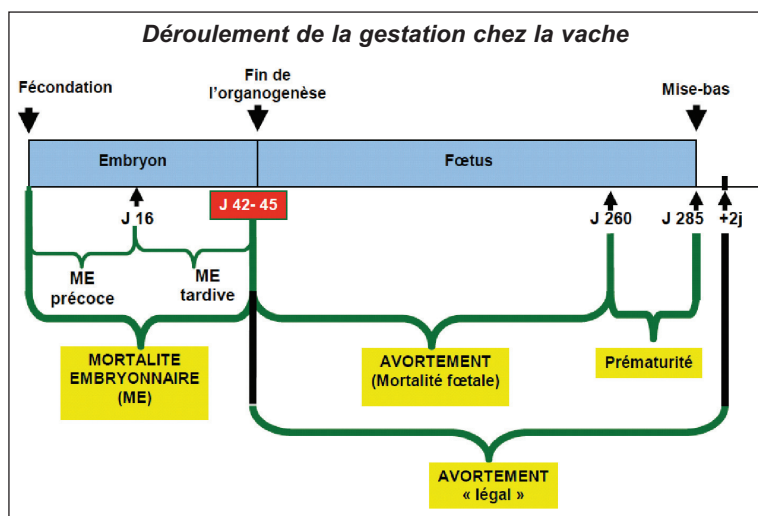 Déroulement de la gestation chez la vache
Fécondation
Fin de
l'organogenèse
Mise-bas
Embryon
Fœtus
J 16
J 42- 45
J 260
J 285
+2j
ME
précoce
ME
tardive
MORTALITE
EMBRYONNAIRE
(ME)
AVORTEMENT
(Mortalité fœtale)
Prématurité
AVORTEMENT
« légal »